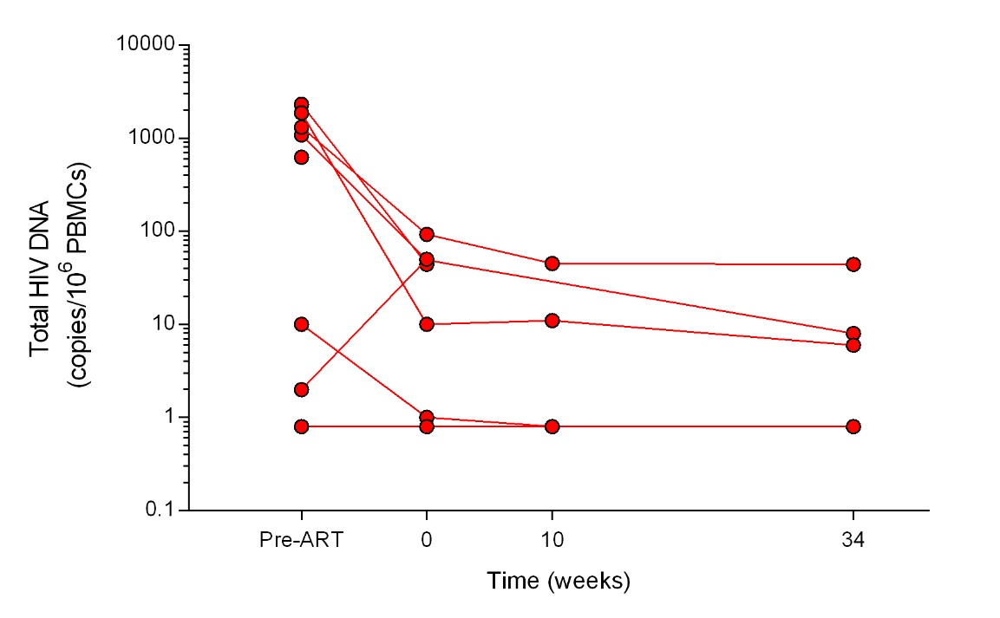 10000
1000
100
10
1
0.1
Total HIV DNA
(copies/10⁶ PBMCs)
Pre-ART 0 10 34
Time (weeks)